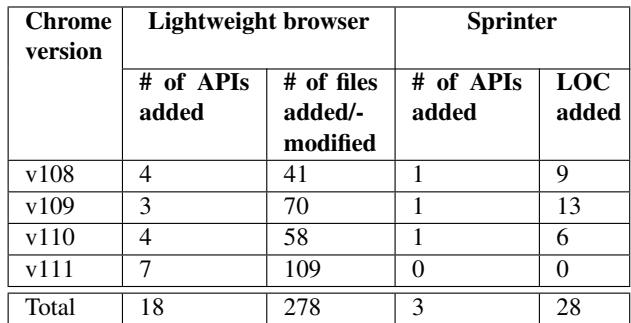 Chrome version | Lightweight browser | Sprinter
# of APIs added | # of files added/-modified | # of APIs added | LOC added
v108 | 4 | 41 | 1 | 9
v109 | 3 | 70 | 1 | 13
v110 | 4 | 58 | 1 | 6
v111 | 7 | 109 | 0 | 0
Total | 18 | 278 | 3 | 28